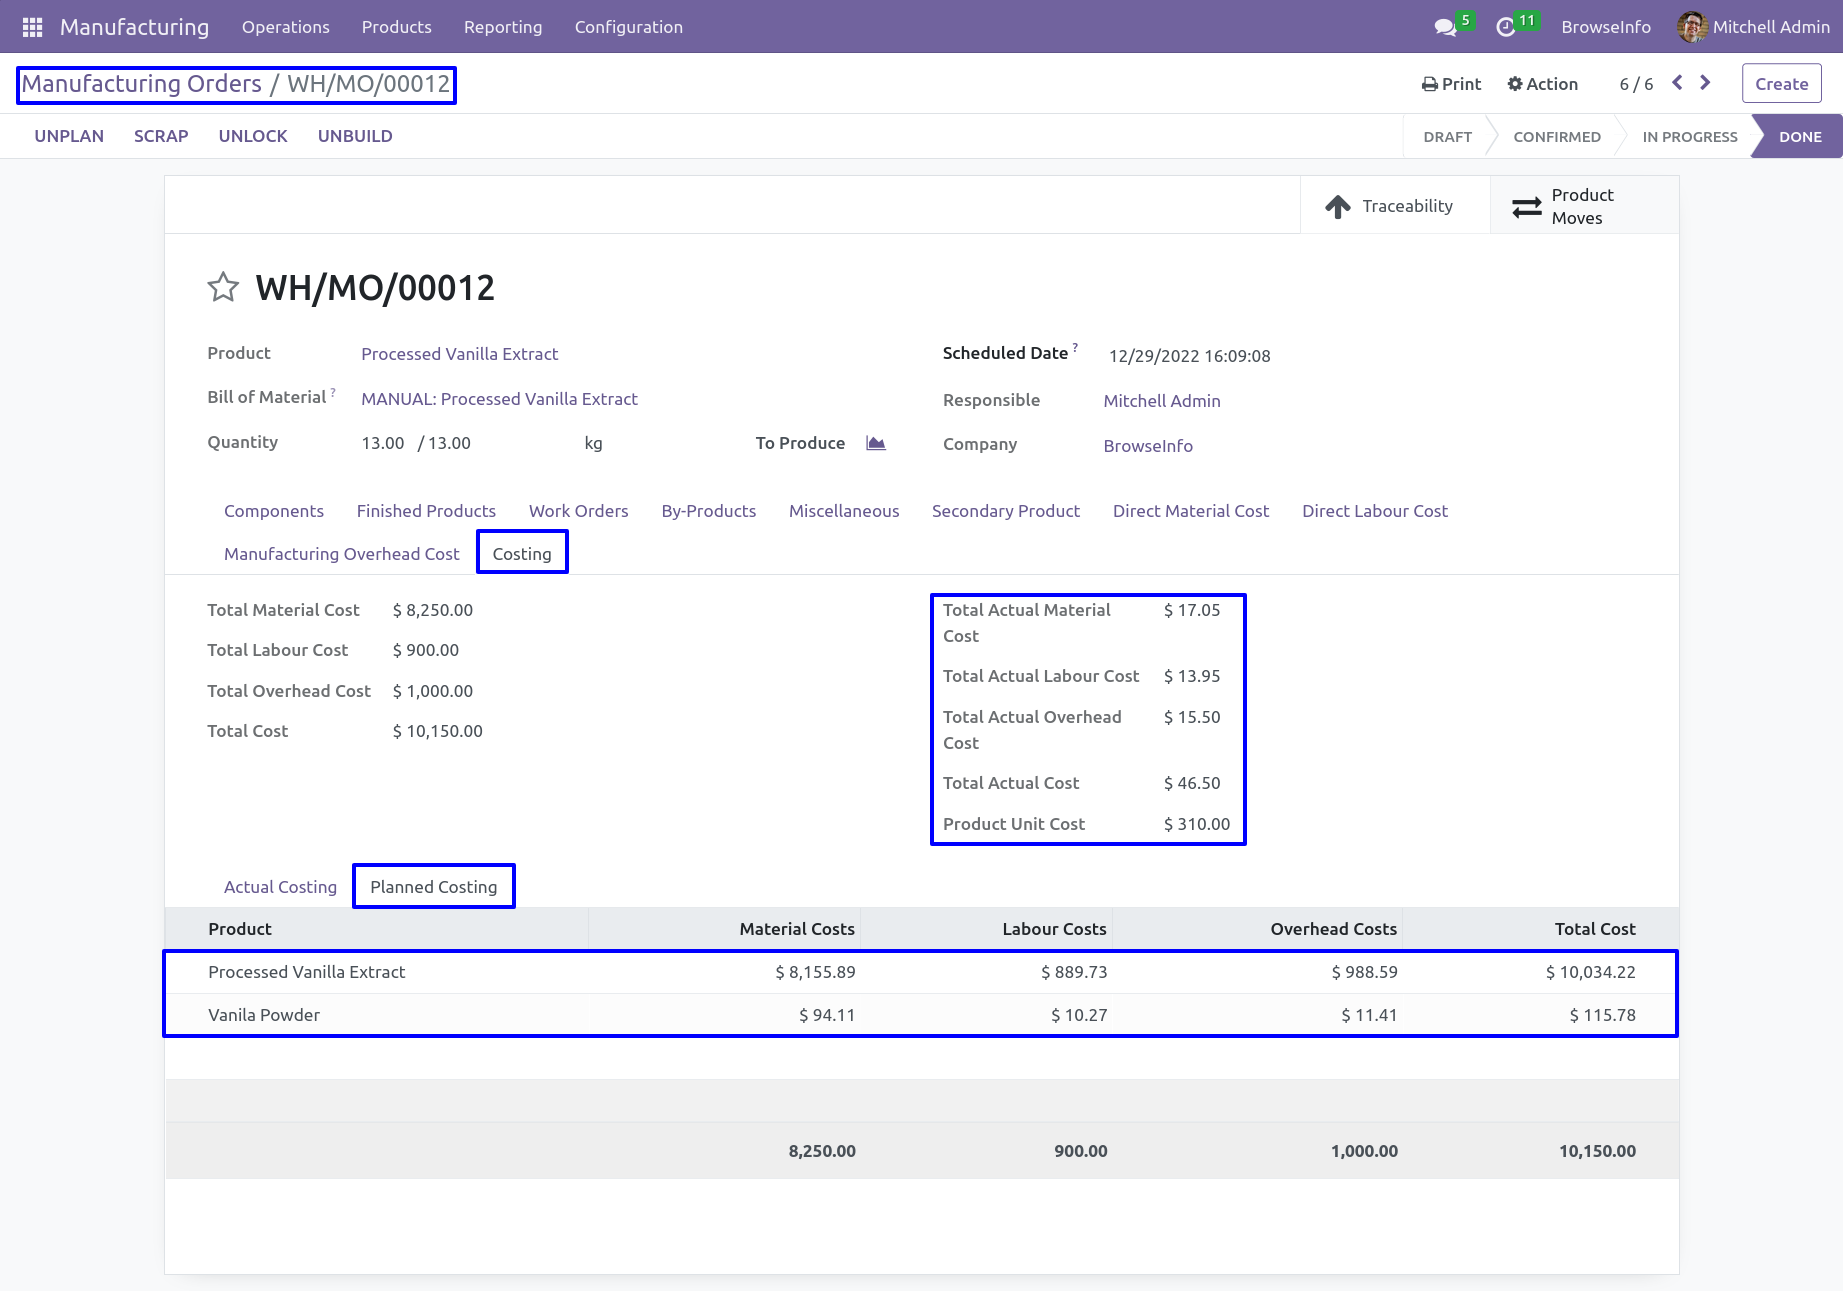 Manufacturing Operations Products Reporting Configuration 5 11 BrowseInfo Mitchell Admin
Manufacturing Orders / WH/MO/00012 Print Action 6 / 6 Create
UNPLAN SCRAP UNLOCK UNBUILD DRAFT CONFIRMED IN PROGRESS DONE
Traceability Product
Moves
WH/MO/00012
Product Processed Vanilla Extract Scheduled Date ? 12/29/2022 16:09:08
Bill of Material ? MANUAL: Processed Vanilla Extract Responsible Mitchell Admin
Quantity 13.00 / 13.00 kg To Produce Company BrowseInfo
Components Finished Products Work Orders By-Products Miscellaneous Secondary Product Direct Material Cost Direct Labour Cost
Manufacturing Overhead Cost Costing
Total Material Cost $ 8,250.00
Total Labour Cost $ 900.00
Total Overhead Cost $ 1,000.00
Total Cost $ 10,150.00
Total Actual Material $ 17.05
Cost
Total Actual Labour Cost $ 13.95
Total Actual Overhead $ 15.50
Cost
Total Actual Cost $ 46.50
Product Unit Cost $ 310.00
Actual Costing Planned Costing
Product Material Costs Labour Costs Overhead Costs Total Cost
Processed Vanilla Extract $ 8,155.89 $ 889.73 $ 988.59 $ 10,034.22
Vanila Powder $ 94.11 $ 10.27 $ 11.41 $ 115.78
8,250.00 900.00 1,000.00 10,150.00